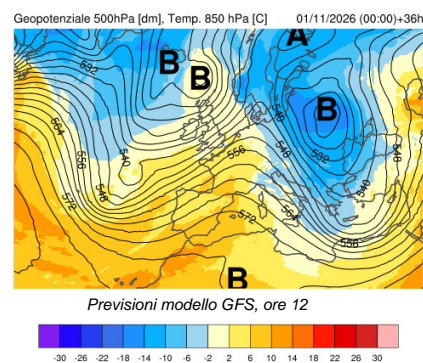 Geopotenziale 500hPa [dm], Temp. 850 hPa [C] 01/11/2026 (00:00)+36h
A
B B
532
B
540
564
556
540
548
532
556
548
548
540
572
572
564
556
B
Previsioni modello GFS, ore 12
-30 -26 -22 -18 -14 -10 -6 -2 2 6 10 14 18 22 26 30